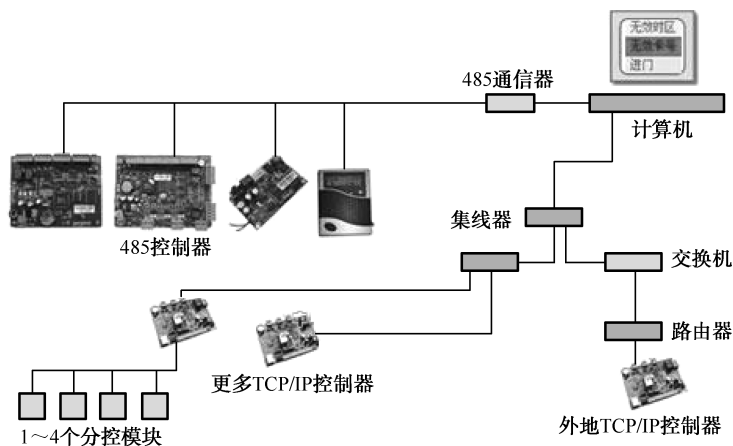 无效时区
无效卡号
进门
485通信器
计算机
485控制器
集线器
交换机
路由器
更多TCP/IP控制器
1～4个分控模块
外地TCP/IP控制器